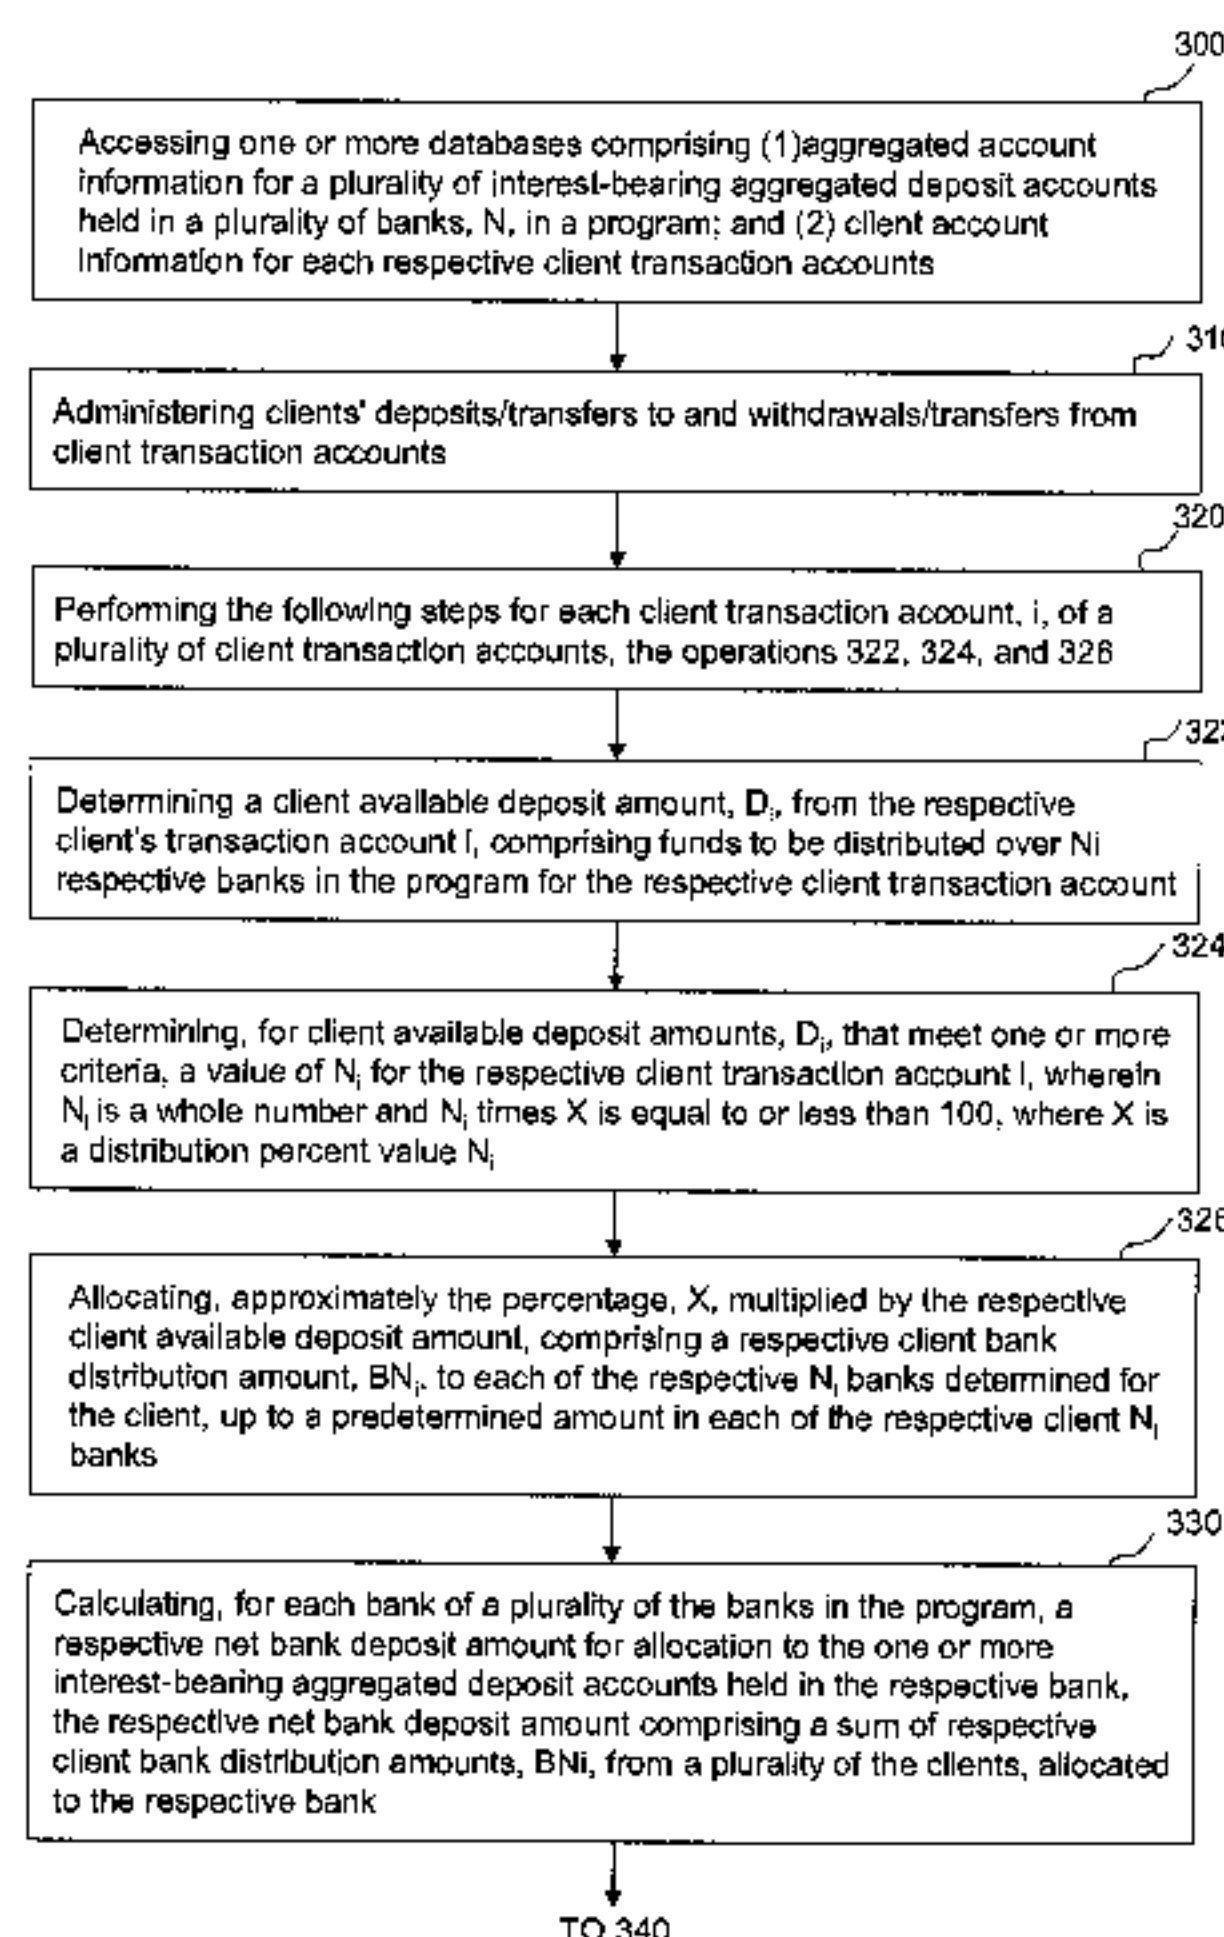 300
Accessing one or more databases comprising (1)aggregated account
information for a plurality of interest-bearing aggregated deposit accounts
held in a plurality of banks, N, in a program; and (2) client account
information for each respective client transaction accounts
310
Administering clients' deposits/transfers to and withdrawals/transfers from
client transaction accounts
320
Performing the following steps for each client transaction account, i, of a
plurality of client transaction accounts, the operations 322, 324, and 326
322
Determining a client available deposit amount, Dᵢ, from the respective
client's transaction account i, comprising funds to be distributed over Ni
respective banks in the program for the respective client transaction account
324
Determining, for client available deposit amounts, Dᵢ, that meet one or more
criteria, a value of Nᵢ for the respective client transaction account i, wherein
Nᵢ is a whole number and Nᵢ times X is equal to or less than 100, where X is
a distribution percent value Nᵢ
326
Allocating, approximately the percentage, X, multiplied by the respective
client available deposit amount, comprising a respective client bank
distribution amount, BNᵢ, to each of the respective Nᵢ banks determined for
the client, up to a predetermined amount in each of the respective client Nᵢ
banks
330
Calculating, for each bank of a plurality of the banks in the program, a
respective net bank deposit amount for allocation to the one or more
interest-bearing aggregated deposit accounts held in the respective bank,
the respective net bank deposit amount comprising a sum of respective
client bank distribution amounts, BNi, from a plurality of the clients, allocated
to the respective bank
TO 340